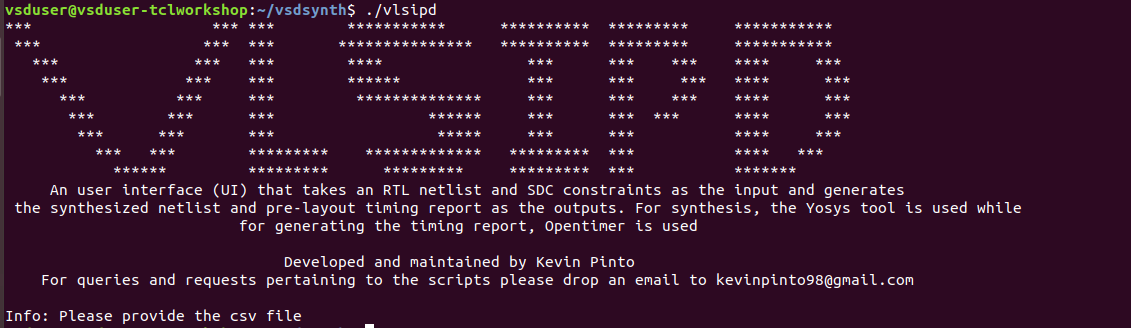 vsduser@vsduser-tclworkshop:~/vsdsynth$ ./vlsipd
VLSIPD
An user interface (UI) that takes an RTL netlist and SDC constraints as the input and generates
the synthesized netlist and pre-layout timing report as the outputs. For synthesis, the Yosys tool is used while
for generating the timing report, Opentimer is used
Developed and maintained by Kevin Pinto
For queries and requests pertaining to the scripts please drop an email to kevinpinto98@gmail.com
Info: Please provide the csv file